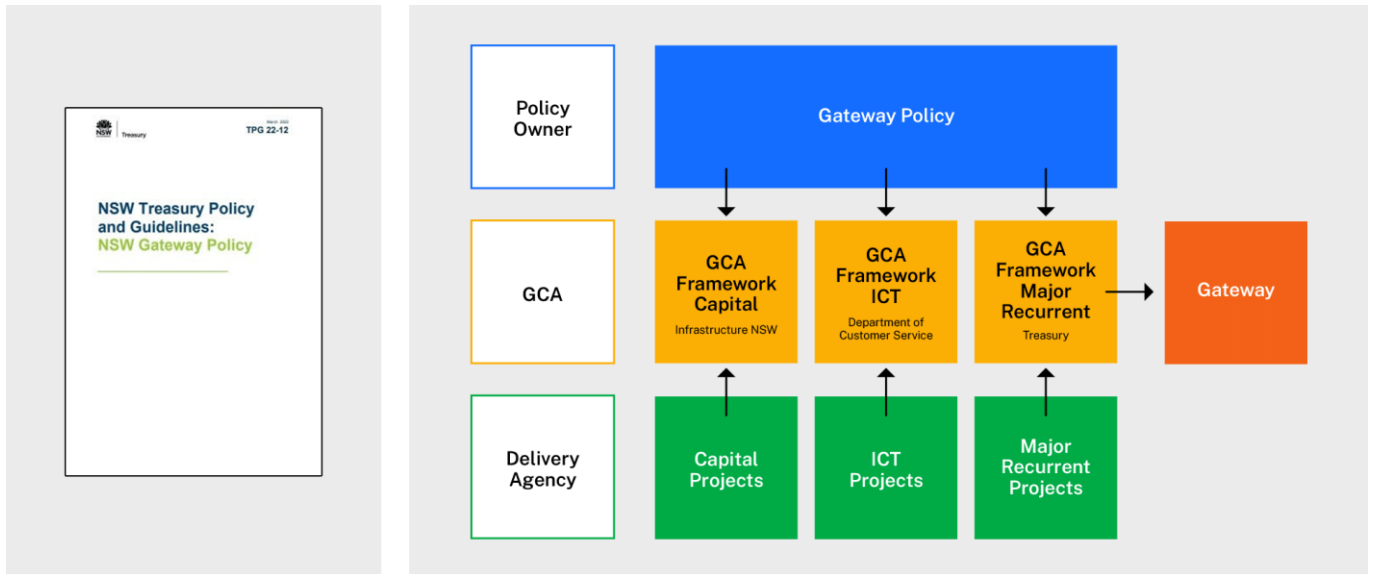 NSW
Treasury
March 2022
TPG 22-12
NSW Treasury Policy
and Guidelines:
NSW Gateway Policy
Policy
Owner
Gateway Policy
GCA
GCA
Framework
Capital
Infrastructure NSW
GCA
Framework
ICT
Department of
Customer Service
GCA
Framework
Major
Recurrent
Treasury
Gateway
Delivery
Agency
Capital
Projects
ICT
Projects
Major
Recurrent
Projects